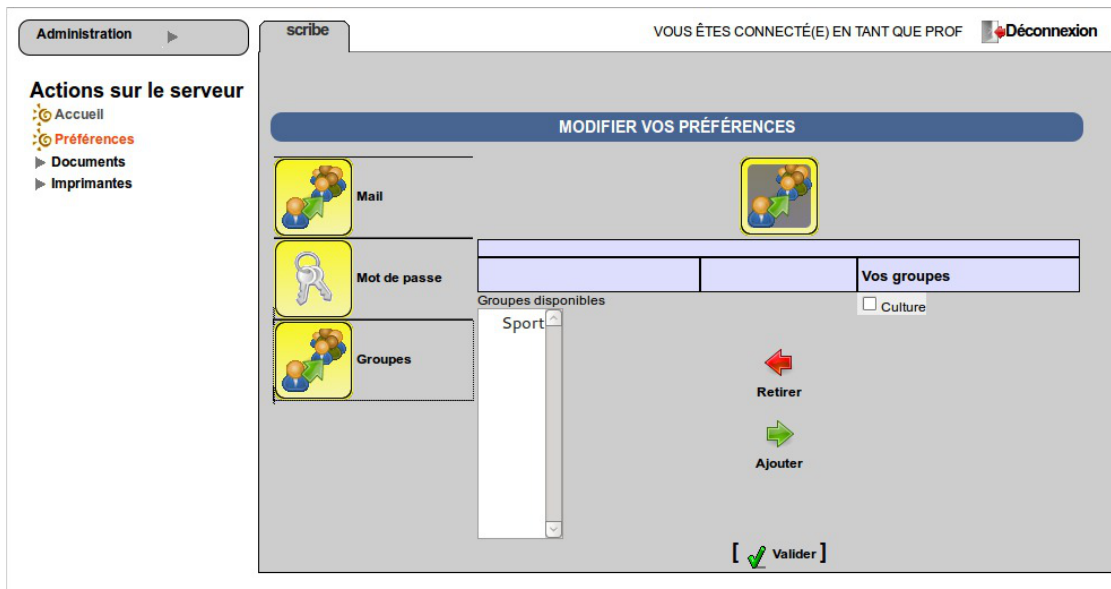 Administration
scribe
VOUS ÊTES CONNECTÉ(E) EN TANT QUE PROF
Déconnexion
Actions sur le serveur
Accueil
Préférences
Documents
Imprimantes
MODIFIER VOS PRÉFÉRENCES
Mail
Mot de passe
Groupes
Vos groupes
Groupes disponibles
Culture
Sport
Retirer
Ajouter
[ Valider ]